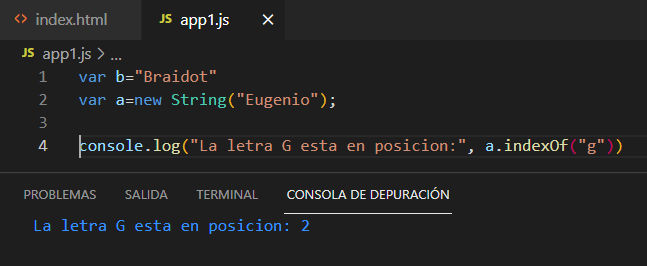 <> index.html JS app1.js ×
JS app1.js > ...
1 var b="Braidot"
2 var a=new String("Eugenio");
3
4 console.log("La letra G esta en posicion:", a.indexOf("g"))
PROBLEMAS SALIDA TERMINAL CONSOLA DE DEPURACIÓN
La letra G esta en posicion: 2